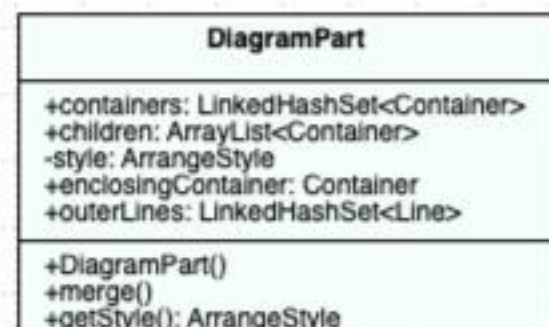 DiagramPart
+containers: LinkedHashSet<Container>
+children: ArrayList<Container>
-style: ArrangeStyle
+enclosingContainer: Container
+outerLines: LinkedHashSet<Line>
+DiagramPart()
+merge()
+getStyle(): ArrangeStyle